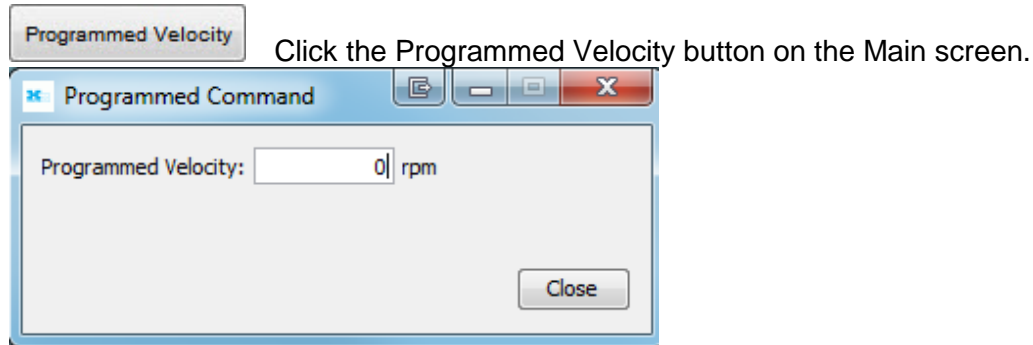 Programmed Velocity
Click the Programmed Velocity button on the Main screen.
Programmed Command
Programmed Velocity: 0 rpm
Close